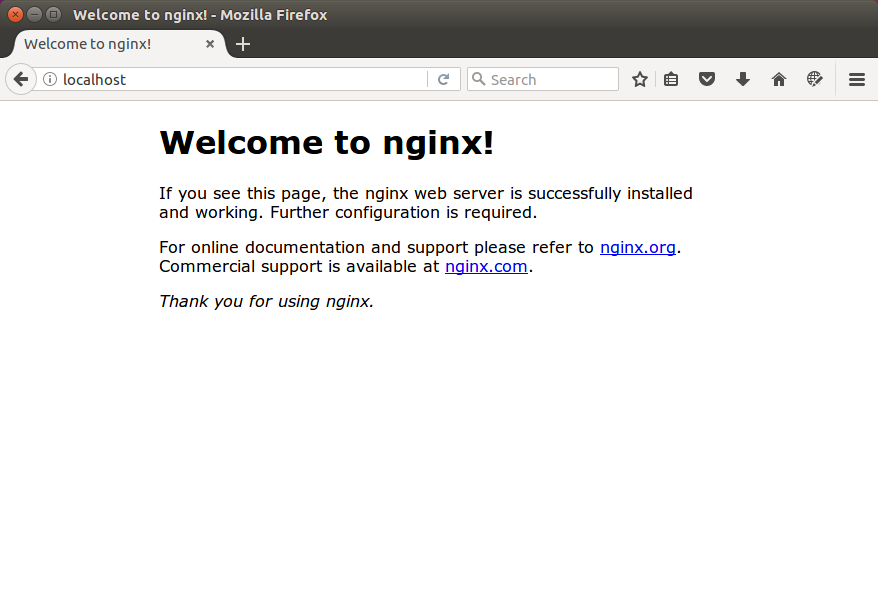 Welcome to nginx! - Mozilla Firefox
Welcome to nginx!
localhost
Search
Welcome to nginx!
If you see this page, the nginx web server is successfully installed
and working. Further configuration is required.
For online documentation and support please refer to nginx.org.
Commercial support is available at nginx.com.
Thank you for using nginx.